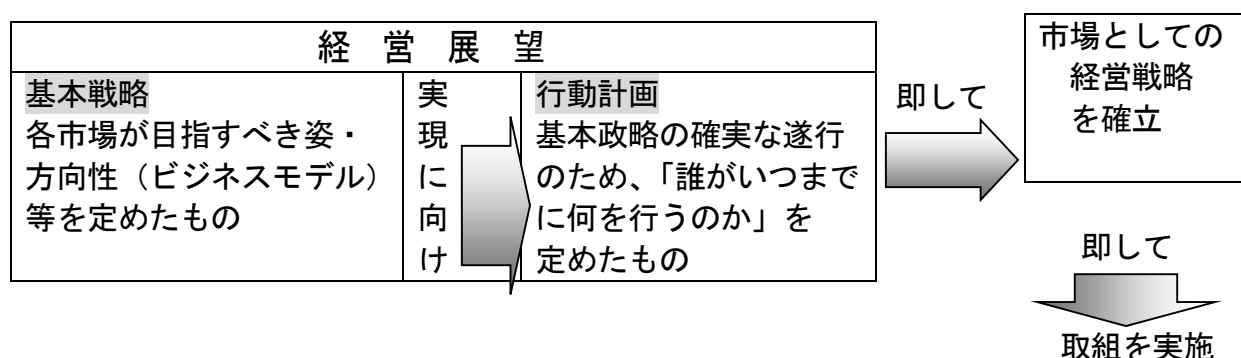 経営展望
基本戦略
各市場が目指すべき姿・
方向性（ビジネスモデル）
等を定めたもの
実現に向け
行動計画
基本政略の確実な遂行
のため、「誰がいつまで
に何を行うのか」を
定めたもの
即して
市場としての
経営戦略
を確立
即して
取組を実施